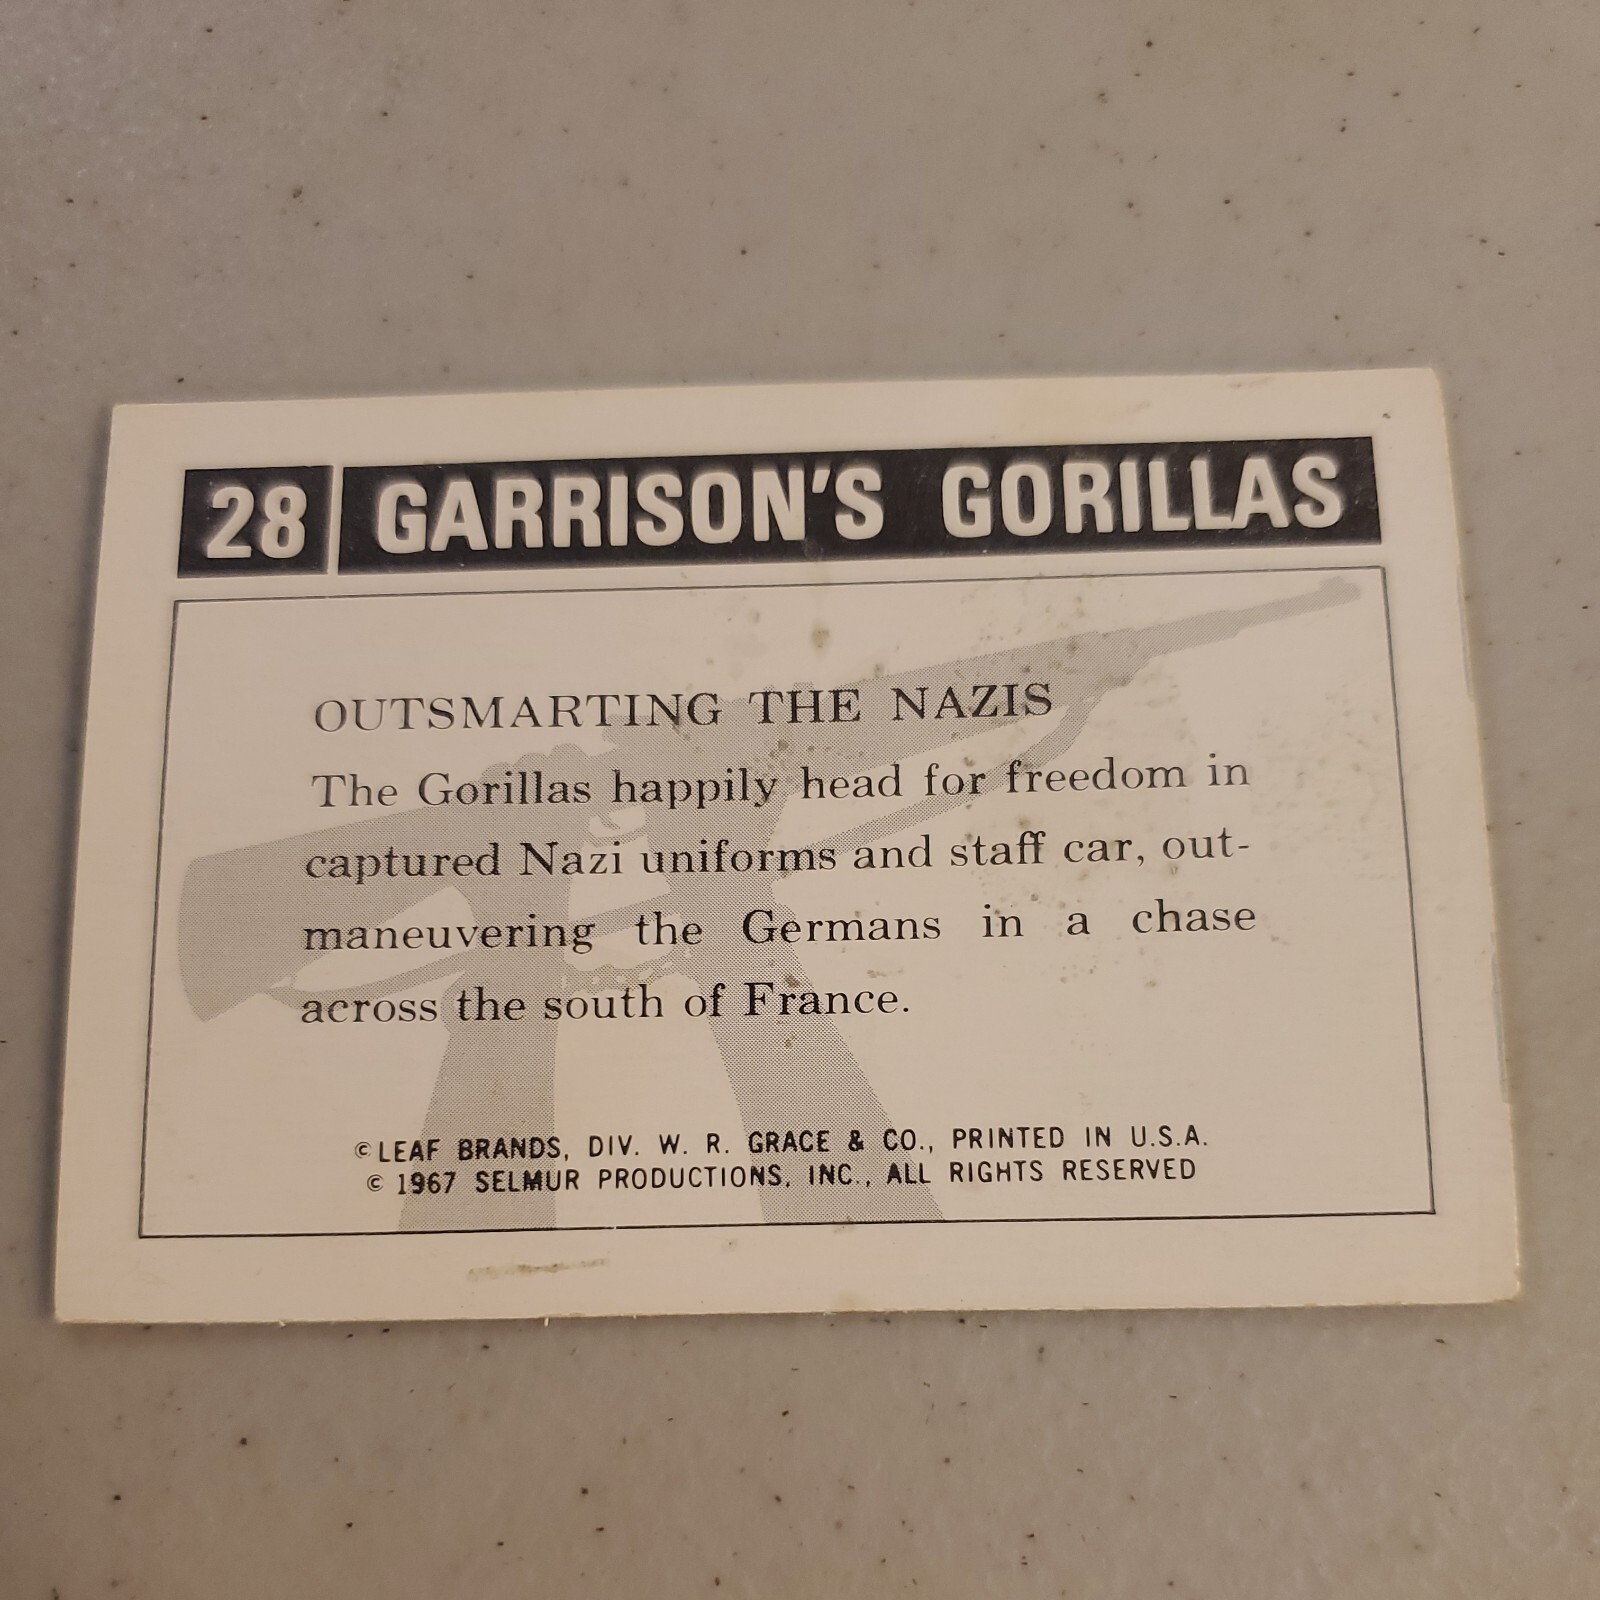 28 GARRISON'S GORILLAS
OUTSMARTING THE NAZIS
The Gorillas happily head for freedom in
captured Nazi uniforms and staff car, out-
maneuvering the Germans in a chase
across the south of France.
© LEAF BRANDS, DIV. W. R. GRACE & CO., PRINTED IN U.S.A.
© 1967 SELMUR PRODUCTIONS, INC., ALL RIGHTS RESERVED